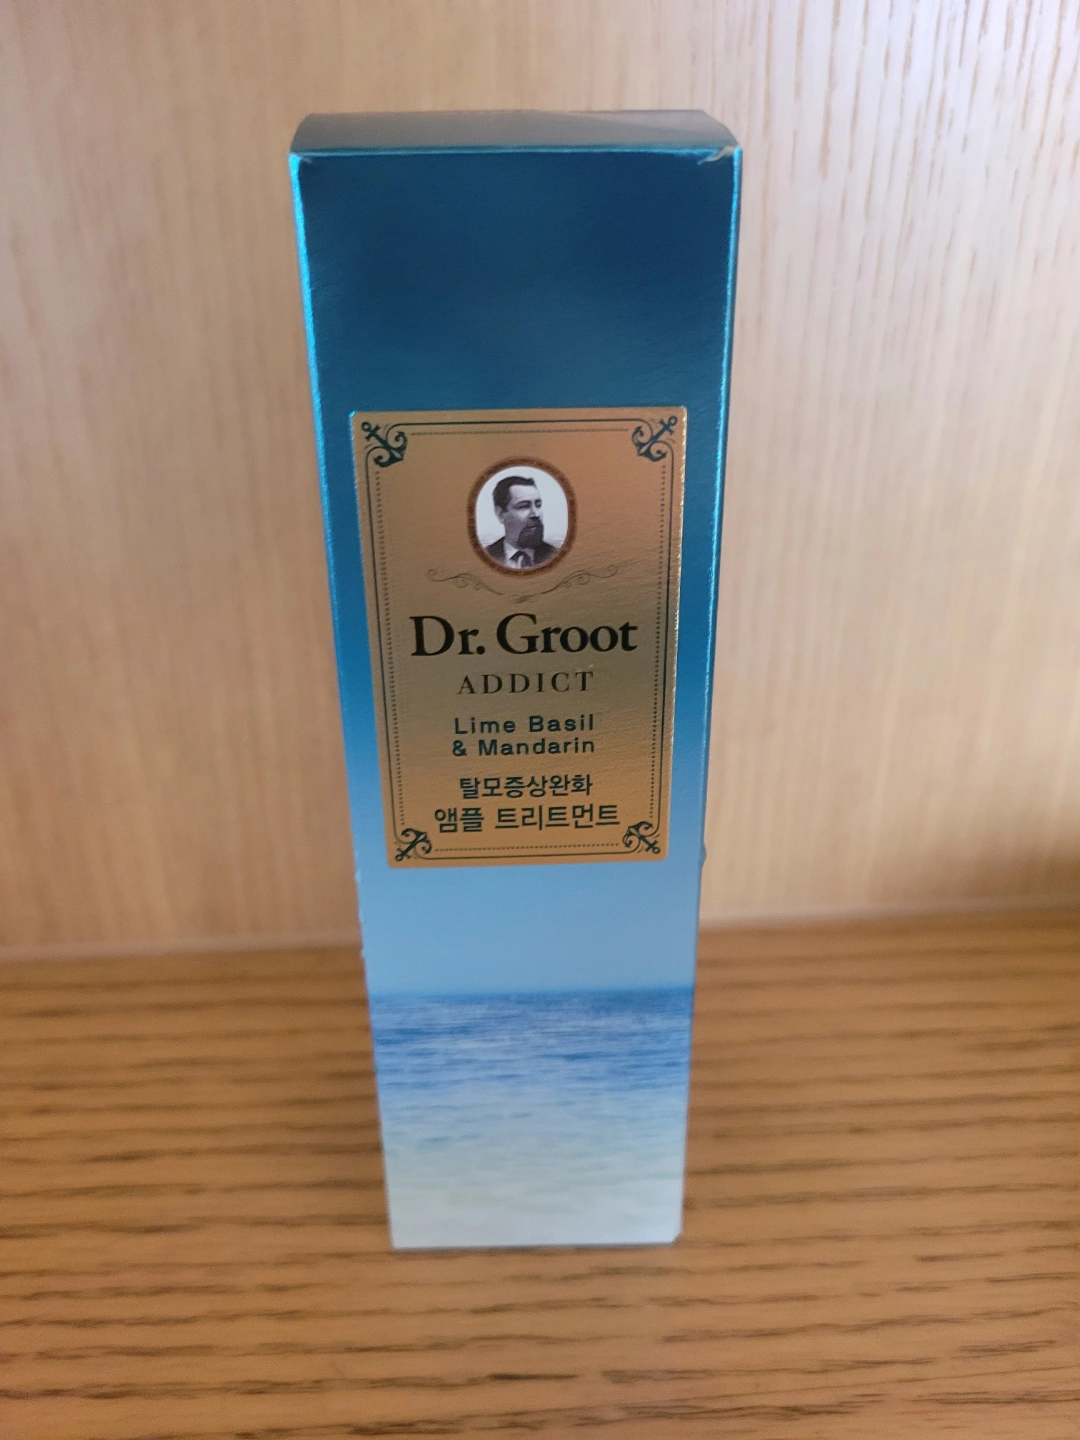 Dr. Groot
ADDICT
Lime Basil
& Mandarin
탈모증상완화
앰플 트리트먼트